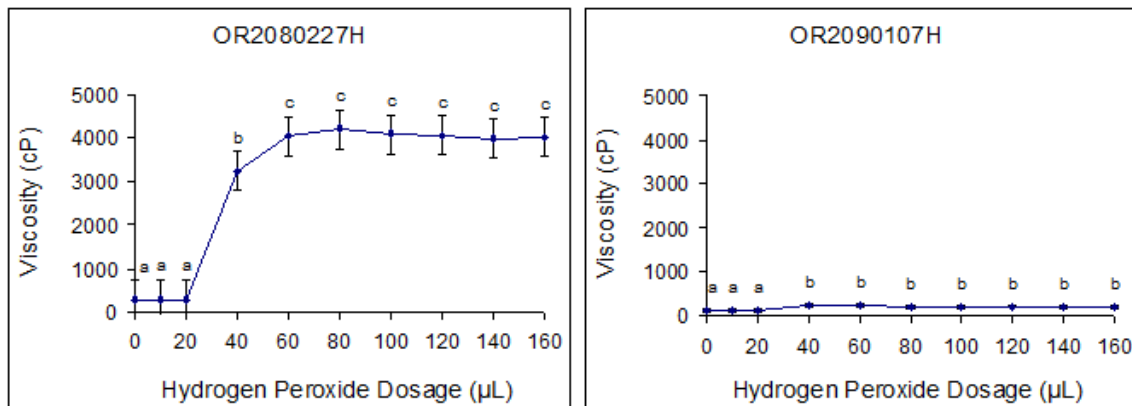 OR2080227H
5000
4000
3000
2000
1000
0
Viscosity (cP)
a a a b c c c c c c
0 20 40 60 80 100 120 140 160
Hydrogen Peroxide Dosage (µL)
OR2090107H
5000
4000
3000
2000
1000
0
Viscosity (cP)
a a a b b b b b b b
0 20 40 60 80 100 120 140 160
Hydrogen Peroxide Dosage (µL)